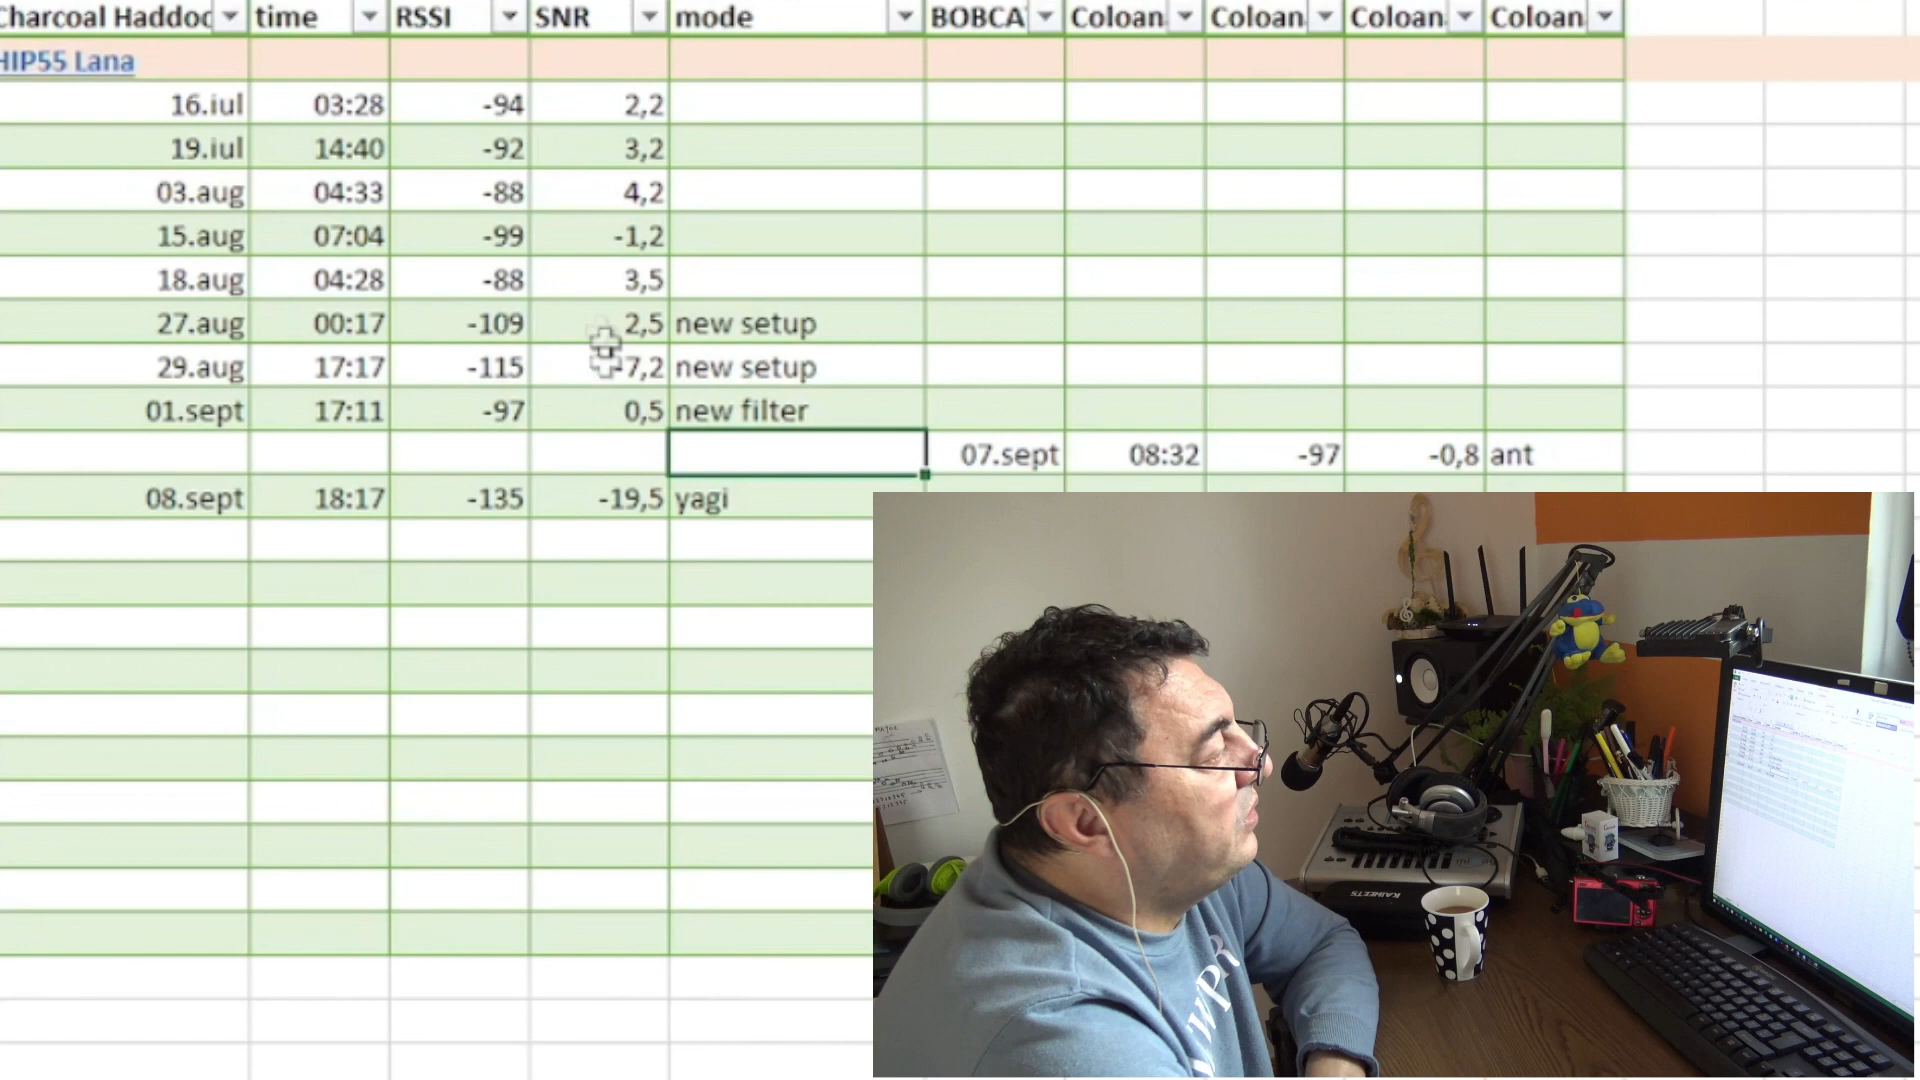 Charcoal Haddoc time RSSI SNR mode BOBCA Coloan Coloan Coloan Coloan
HIP55 Lana
16.iul 03:28 -94 2,2
19.iul 14:40 -92 3,2
03.aug 04:33 -88 4,2
15.aug 07:04 -99 -1,2
18.aug 04:28 -88 3,5
27.aug 00:17 -109 2,5 new setup
29.aug 17:17 -115 7,2 new setup
01.sept 17:11 -97 0,5 new filter
07.sept 08:32 -97 -0,8 ant
08.sept 18:17 -135 -19,5 yagi
KAIWEETS
WPR